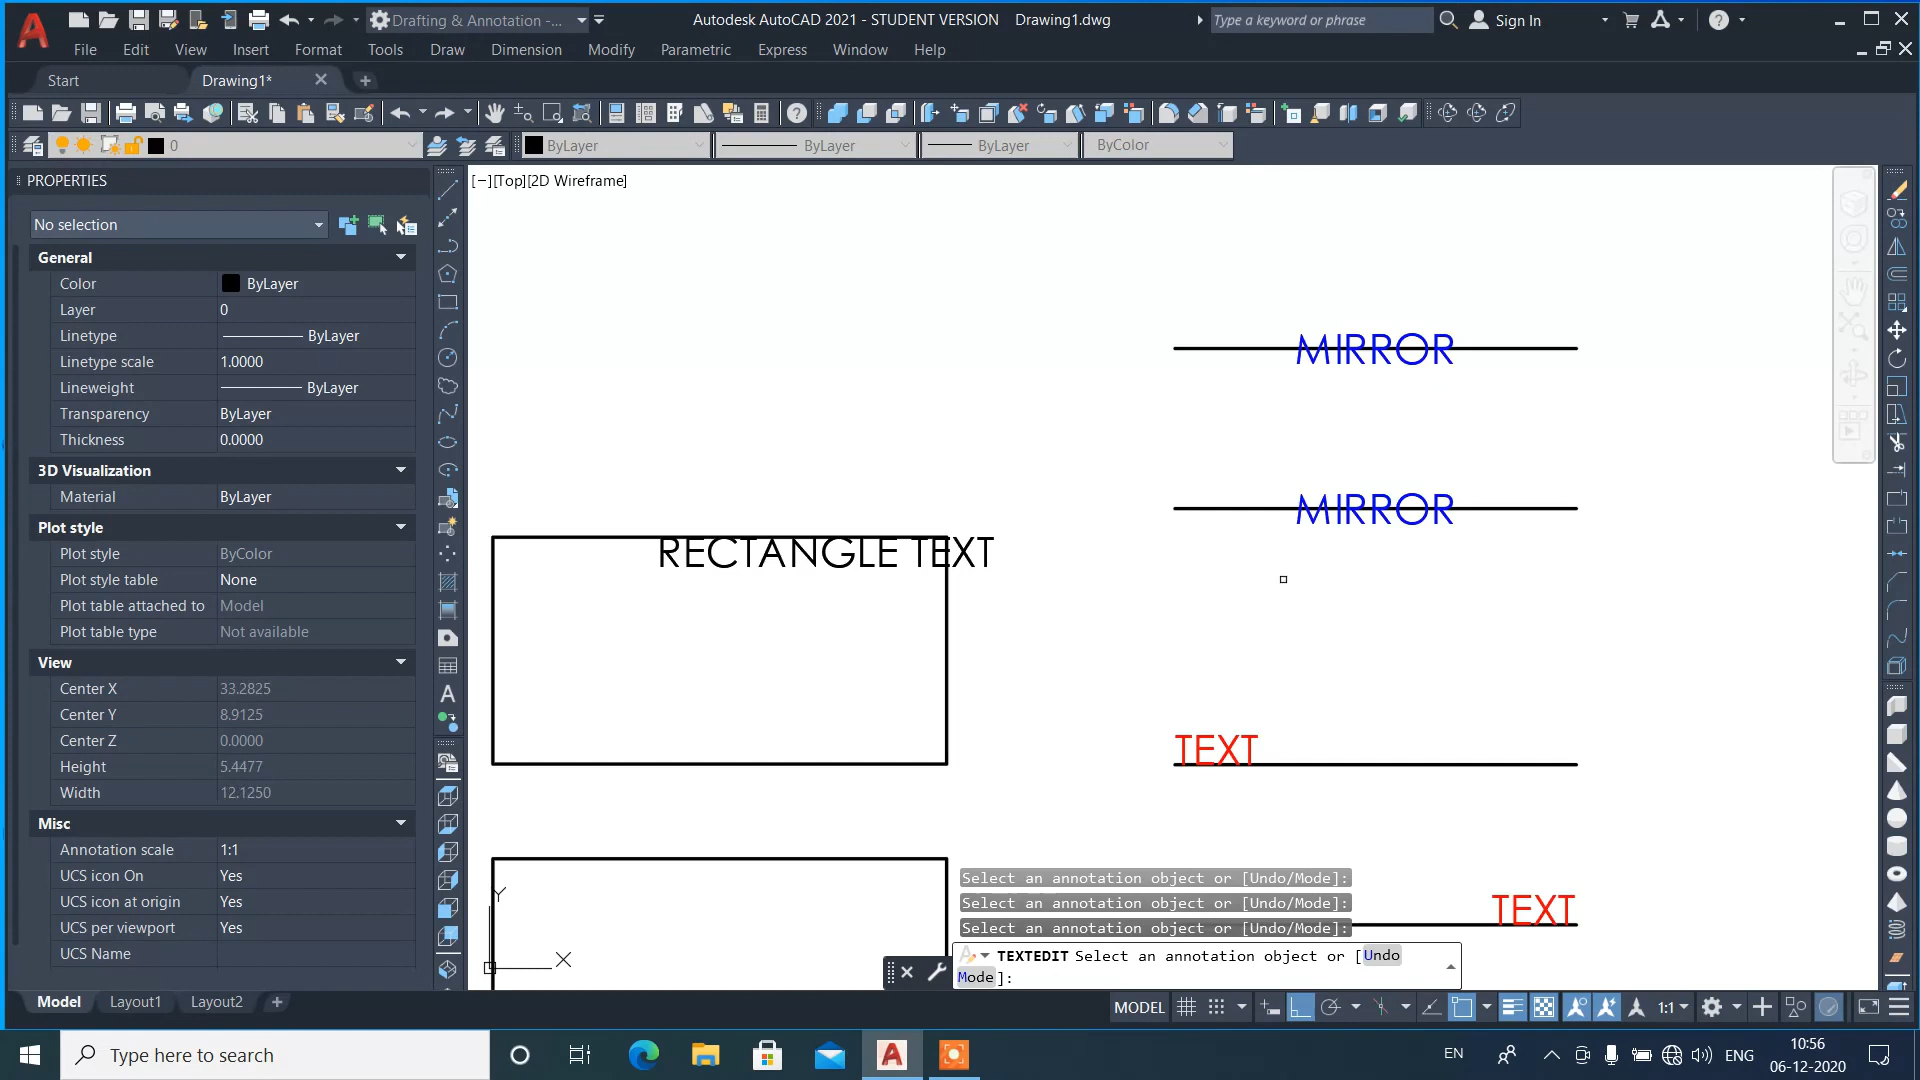 Drafting & Annotation -
Autodesk AutoCAD 2021 - STUDENT VERSION Drawing1.dwg
Type a keyword or phrase
Sign In
File Edit View Insert Format Tools Draw Dimension Modify Parametric Express Window Help
Start
Drawing1*
0
ByLayer
ByLayer
ByLayer
ByColor
PROPERTIES
No selection
General
Color ByLayer
Layer 0
Linetype ByLayer
Linetype scale 1.0000
Lineweight ByLayer
Transparency ByLayer
Thickness 0.0000
3D Visualization
Material ByLayer
Plot style
Plot style ByColor
Plot style table None
Plot table attached to Model
Plot table type Not available
View
Center X 33.2825
Center Y 8.9125
Center Z 0.0000
Height 5.4477
Width 12.1250
Misc
Annotation scale 1:1
UCS icon On Yes
UCS icon at origin Yes
UCS per viewport Yes
UCS Name
[−][Top][2D Wireframe]
MIRROR
MIRROR
RECTANGLE TEXT
TEXT
TEXT
Y
X
Select an annotation object or [Undo/Mode]:
Select an annotation object or [Undo/Mode]:
Select an annotation object or [Undo/Mode]:
TEXTEDIT Select an annotation object or [Undo
Mode]:
Model Layout1 Layout2
MODEL
1:1
Type here to search
EN
ENG
10:56
06-12-2020